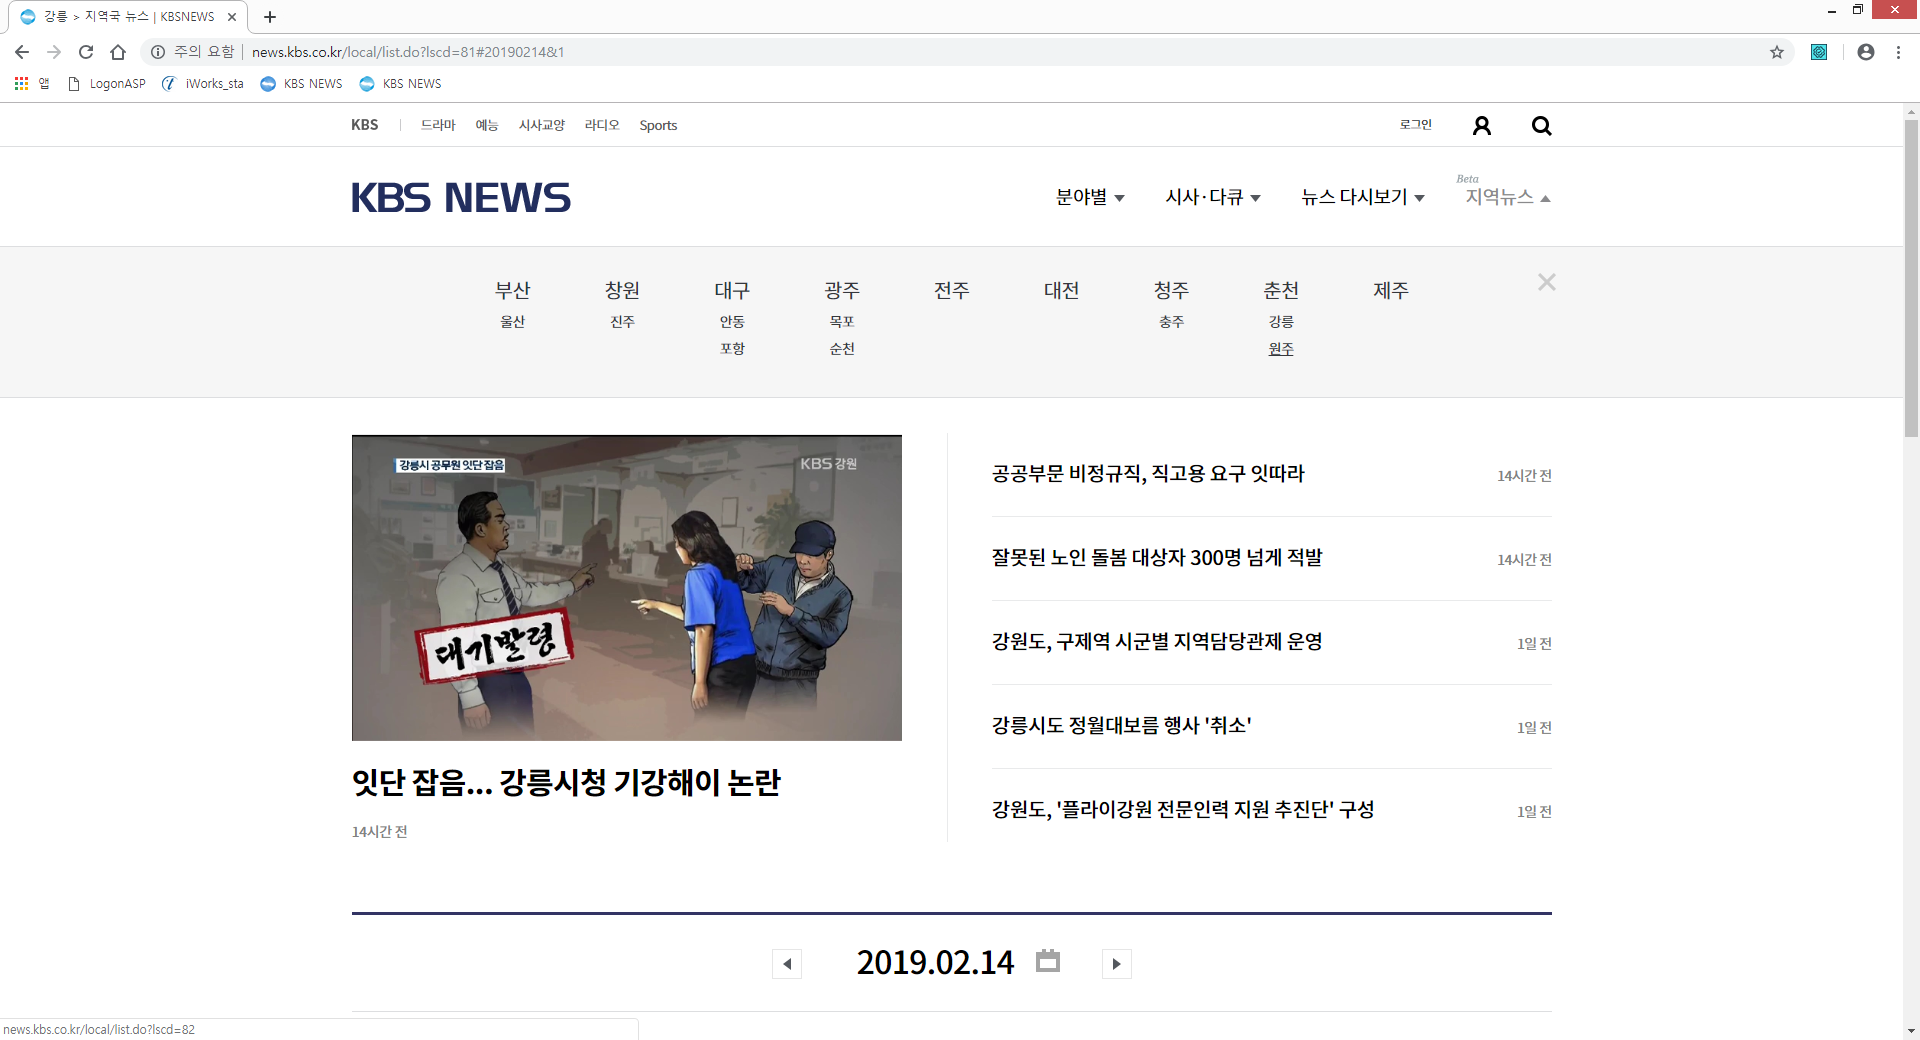 강릉 > 지역국 뉴스 | KBSNEWS
주의 요함 | news.kbs.co.kr/local/list.do?lscd=81#20190214&1
앱 LogonASP iWorks_sta KBS NEWS KBS NEWS
KBS | 드라마 예능 시사교양 라디오 Sports 로그인
KBS NEWS
분야별 시사·다큐 뉴스 다시보기 Beta 지역뉴스
부산 창원 대구 광주 전주 대전 청주 춘천 제주
울산 진주 안동 목포 충주 강릉
포항 순천 원주
강릉시 공무원 잇단 잡음
KBS 강원
대기발령
잇단 잡음... 강릉시청 기강해이 논란
14시간 전
공공부문 비정규직, 직고용 요구 잇따라 14시간 전
잘못된 노인 돌봄 대상자 300명 넘게 적발 14시간 전
강원도, 구제역 시군별 지역담당관제 운영 1일 전
강릉시도 정월대보름 행사 '취소' 1일 전
강원도, '플라이강원 전문인력 지원 추진단' 구성 1일 전
2019.02.14
news.kbs.co.kr/local/list.do?lscd=82